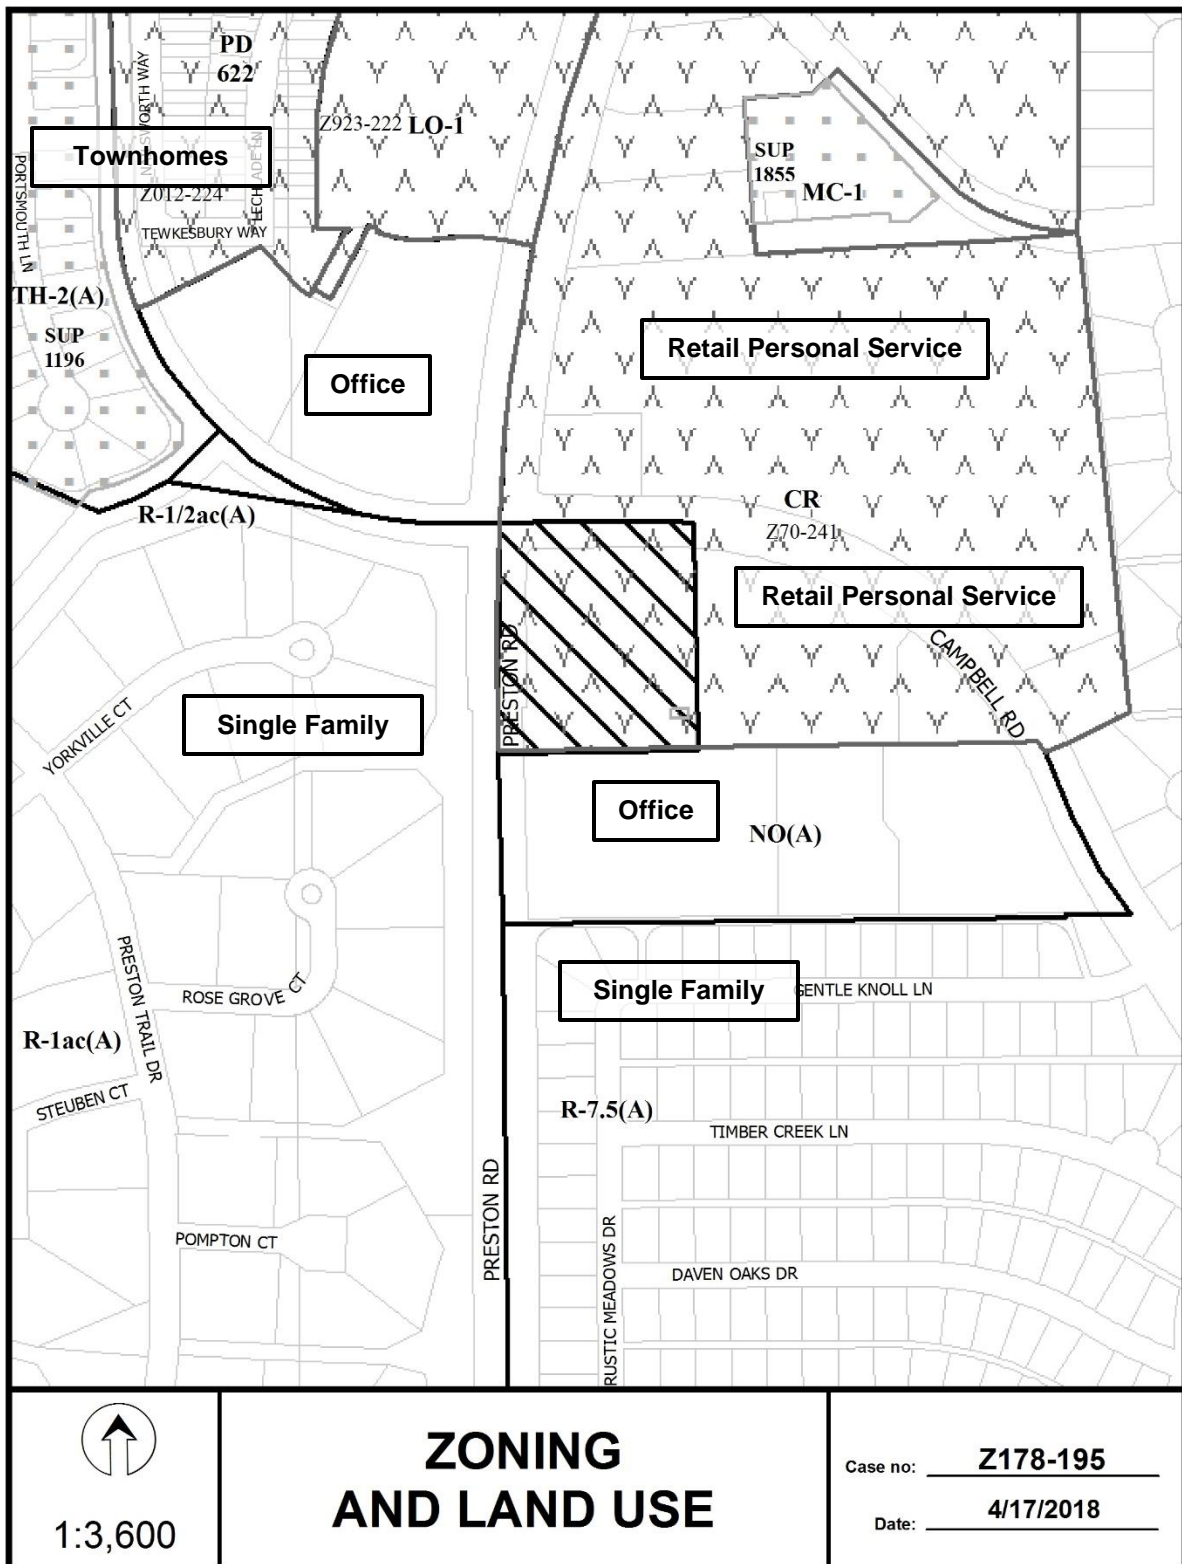 PD
622
Z923-222 LO-1
Townhomes
Z012-224
TEWKESBURY WAY
PORTSMOUTH LN
SUP
1855
MC-1
TH-2(A)
SUP
1196
Office
Retail Personal Service
R-1/2ac(A)
CR
Z70-241
Retail Personal Service
CAMPBELL RD
PRESTON RD
YORKVILLE CT
Single Family
Office
NO(A)
PRESTON TRAIL DR
ROSE GROVE CT
Single Family
GENTLE KNOLL LN
R-1ac(A)
STEUBEN CT
R-7.5(A)
TIMBER CREEK LN
PRESTON RD
POMPTON CT
RUSTIC MEADOWS DR
DAVEN OAKS DR
1:3,600
ZONING
AND LAND USE
Case no: Z178-195
Date: 4/17/2018